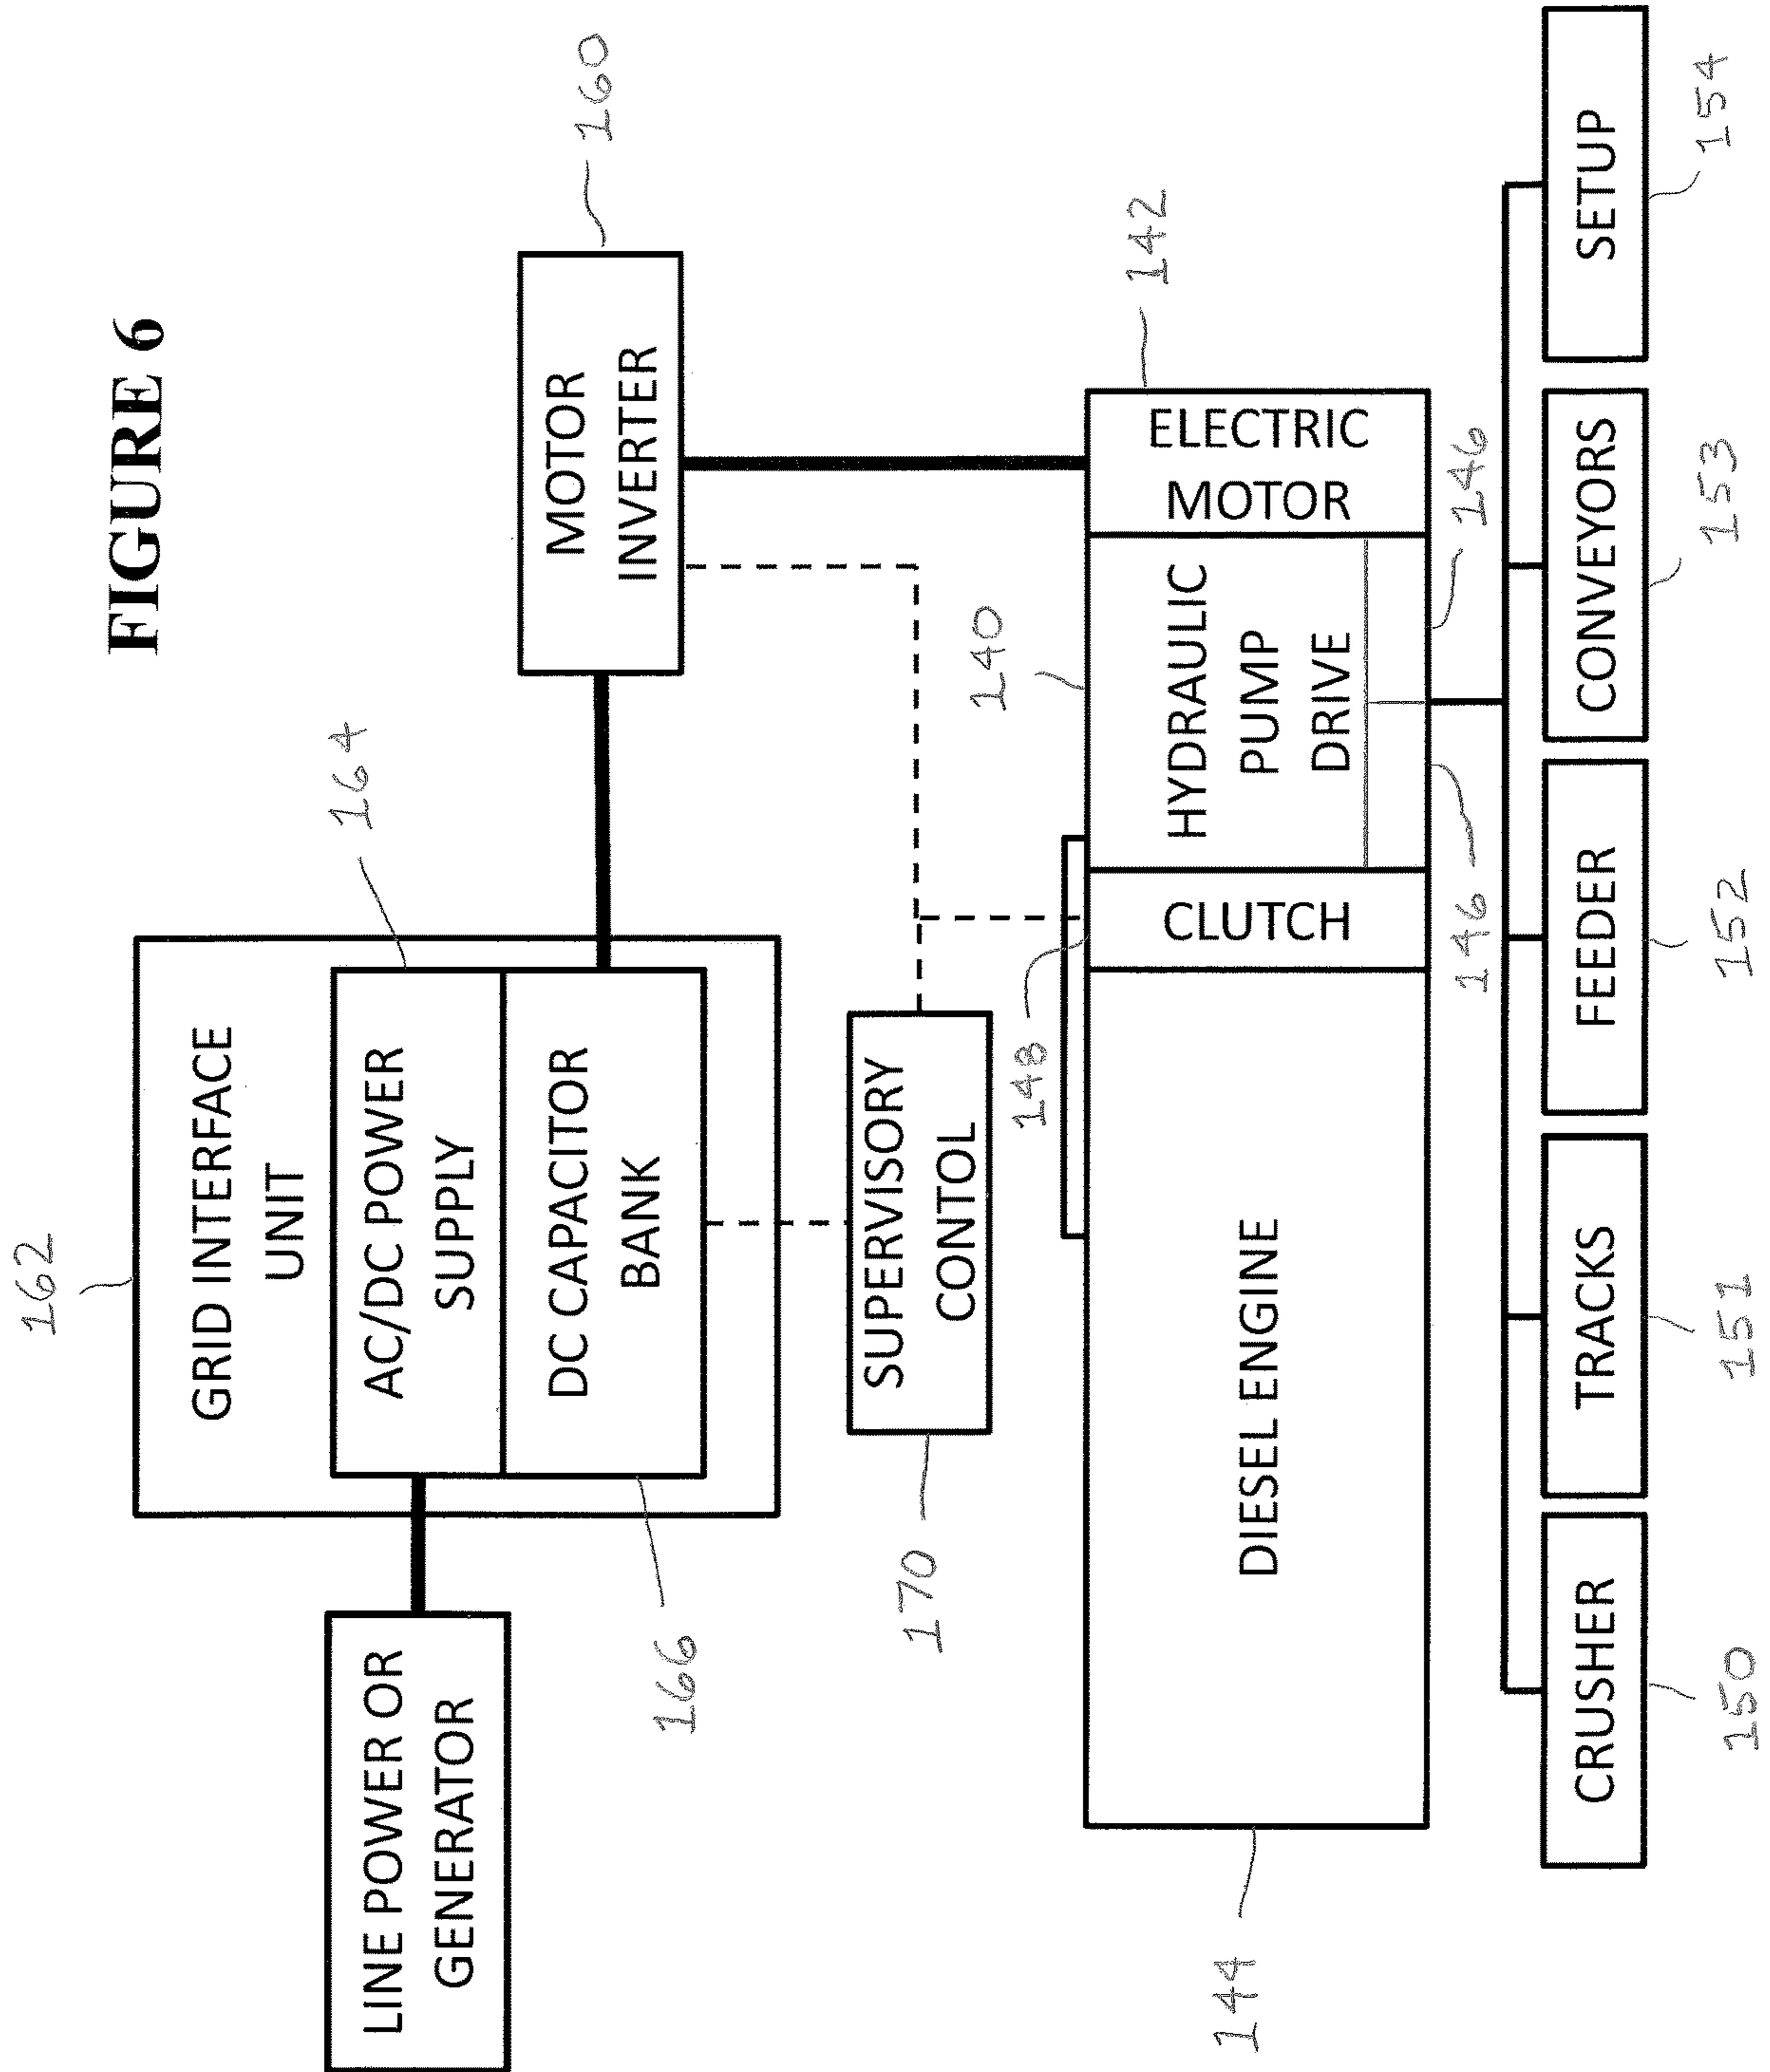 FIGURE 6
162
GRID INTERFACE
UNIT
164
AC/DC POWER
SUPPLY
DC CAPACITOR
BANK
166
LINE POWER OR
GENERATOR
MOTOR
INVERTER
160
SUPERVISORY
CONTOL
170
148
140
142
DIESEL ENGINE
CLUTCH
HYDRAULIC
PUMP
DRIVE
ELECTRIC
MOTOR
144
146
146
CRUSHER
TRACKS
FEEDER
CONVEYORS
SETUP
150
151
152
153
154